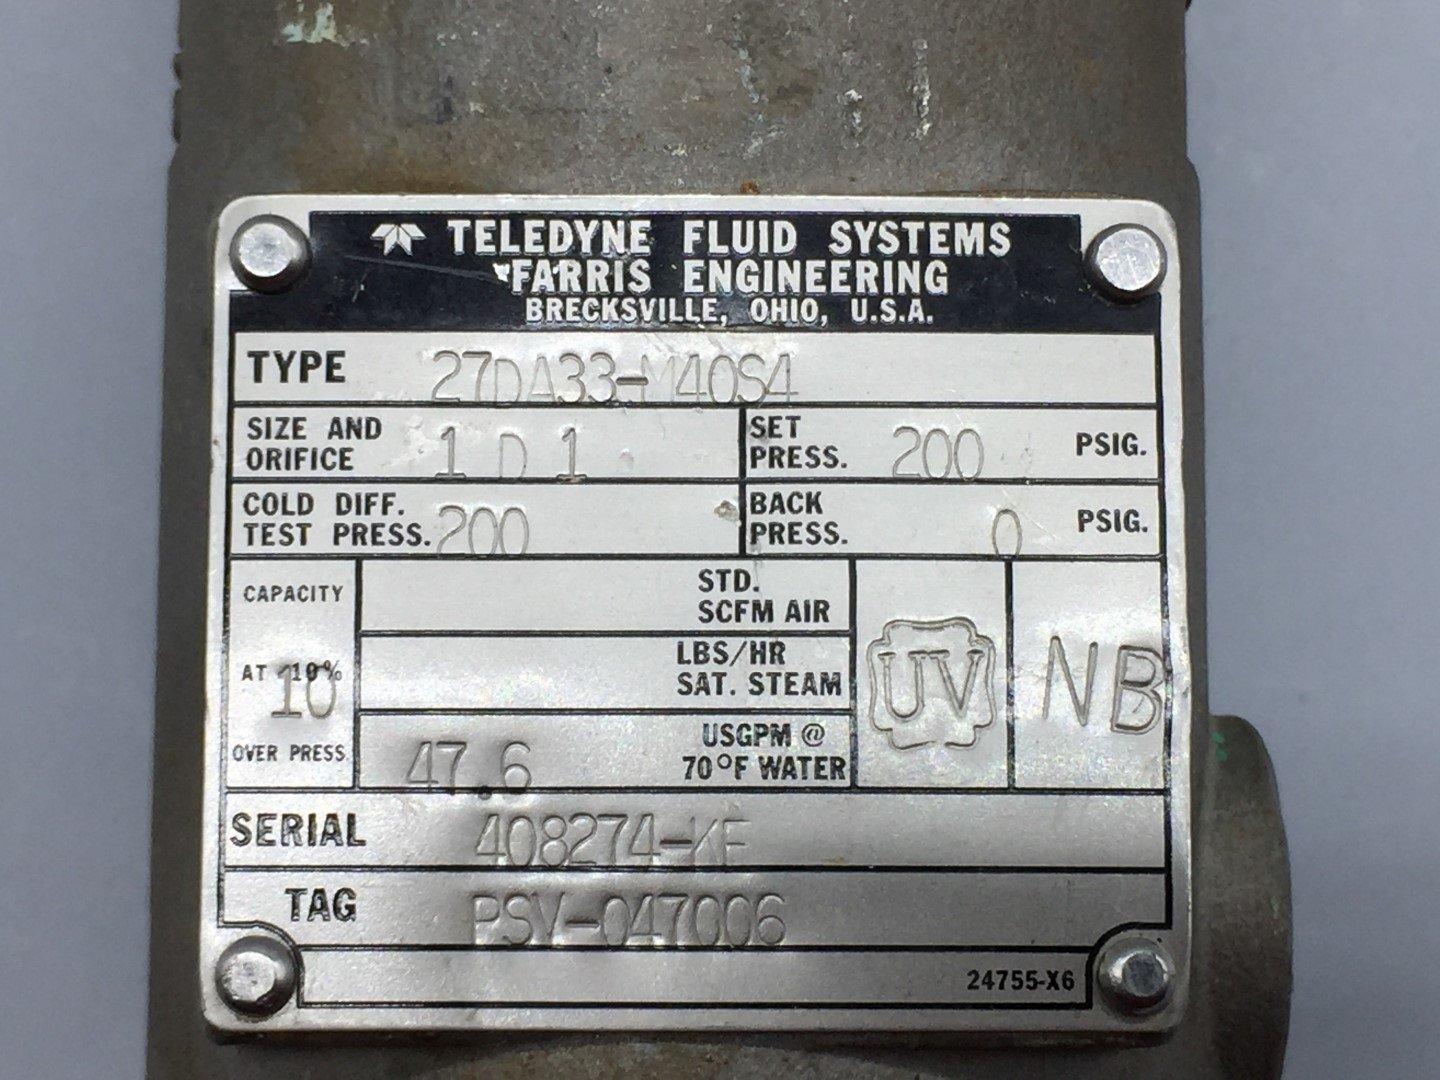 TELEDYNE FLUID SYSTEMS
FARRIS ENGINEERING
BRECKSVILLE, OHIO, U.S.A.
TYPE 27DA33-M40S4
SIZE AND ORIFICE 1 D 1
SET PRESS. 200 PSIG.
COLD DIFF. TEST PRESS. 200
BACK PRESS. 0 PSIG.
CAPACITY
AT 10%
10
OVER PRESS
STD. SCFM AIR
LBS/HR SAT. STEAM
47.6 USGPM @ 70°F WATER
UV
NB
SERIAL 408274-KF
TAG PSV-047006
24755-X6